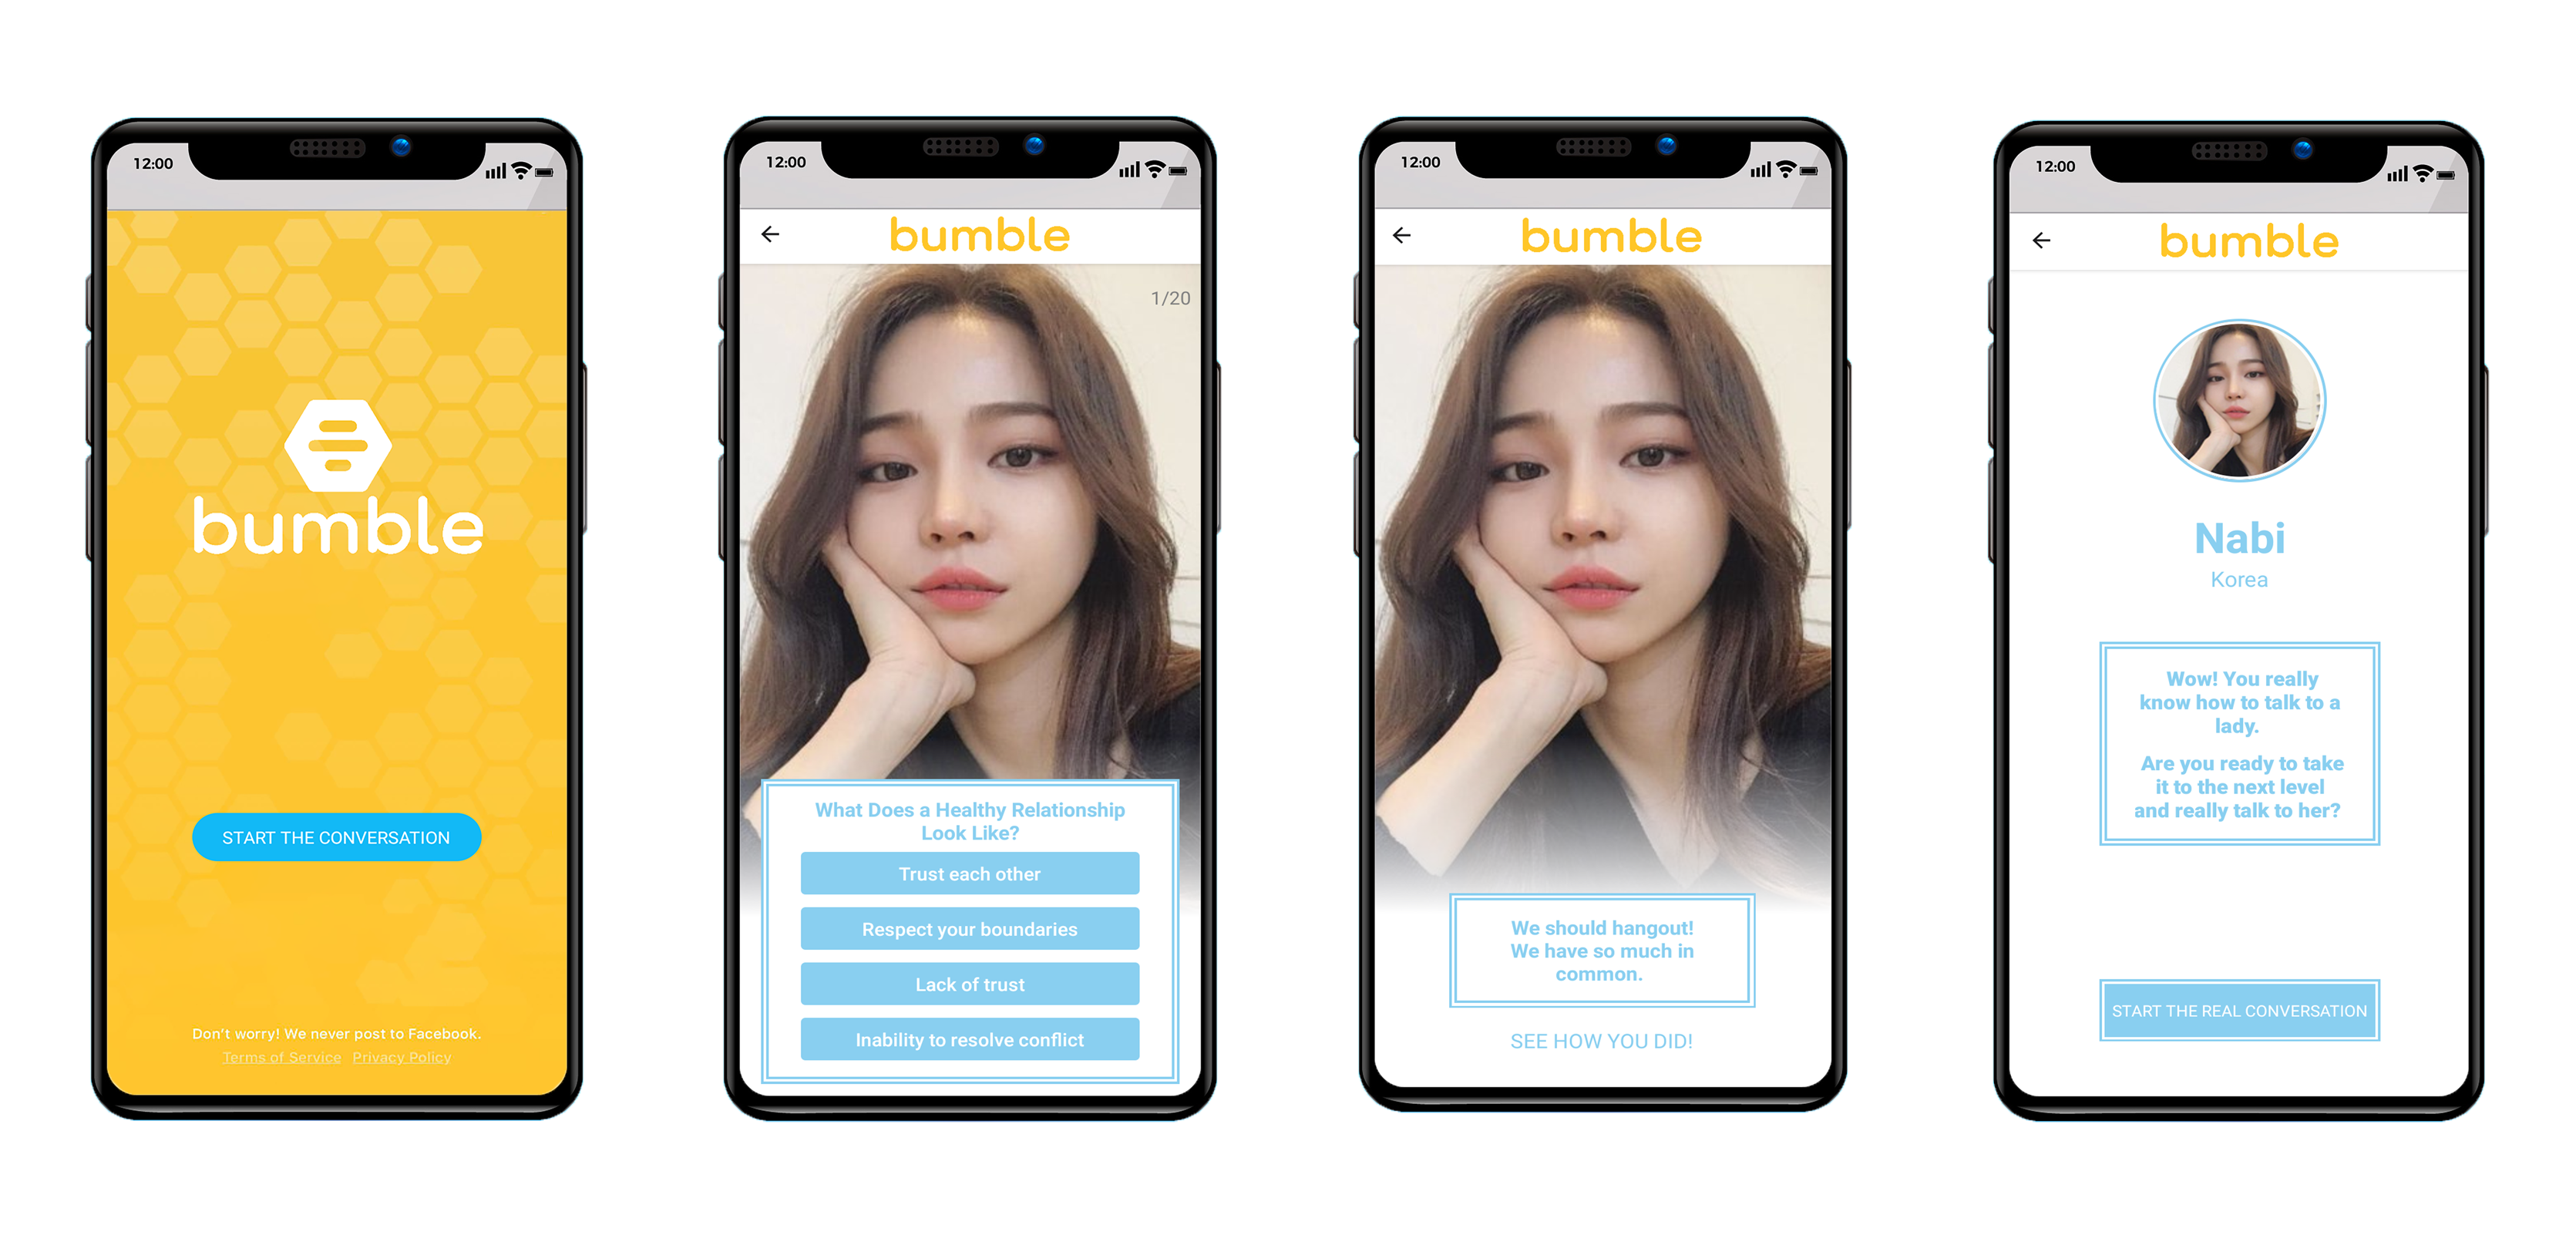 12:00
bumble
START THE CONVERSATION
Don't worry! We never post to Facebook.
Terms of Service Privacy Policy
12:00
bumble
1/20
What Does a Healthy Relationship
Look Like?
Trust each other
Respect your boundaries
Lack of trust
Inability to resolve conflict
12:00
bumble
We should hangout!
We have so much in
common.
SEE HOW YOU DID!
12:00
bumble
Nabi
Korea
Wow! You really
know how to talk to a
lady.
Are you ready to take
it to the next level
and really talk to her?
START THE REAL CONVERSATION